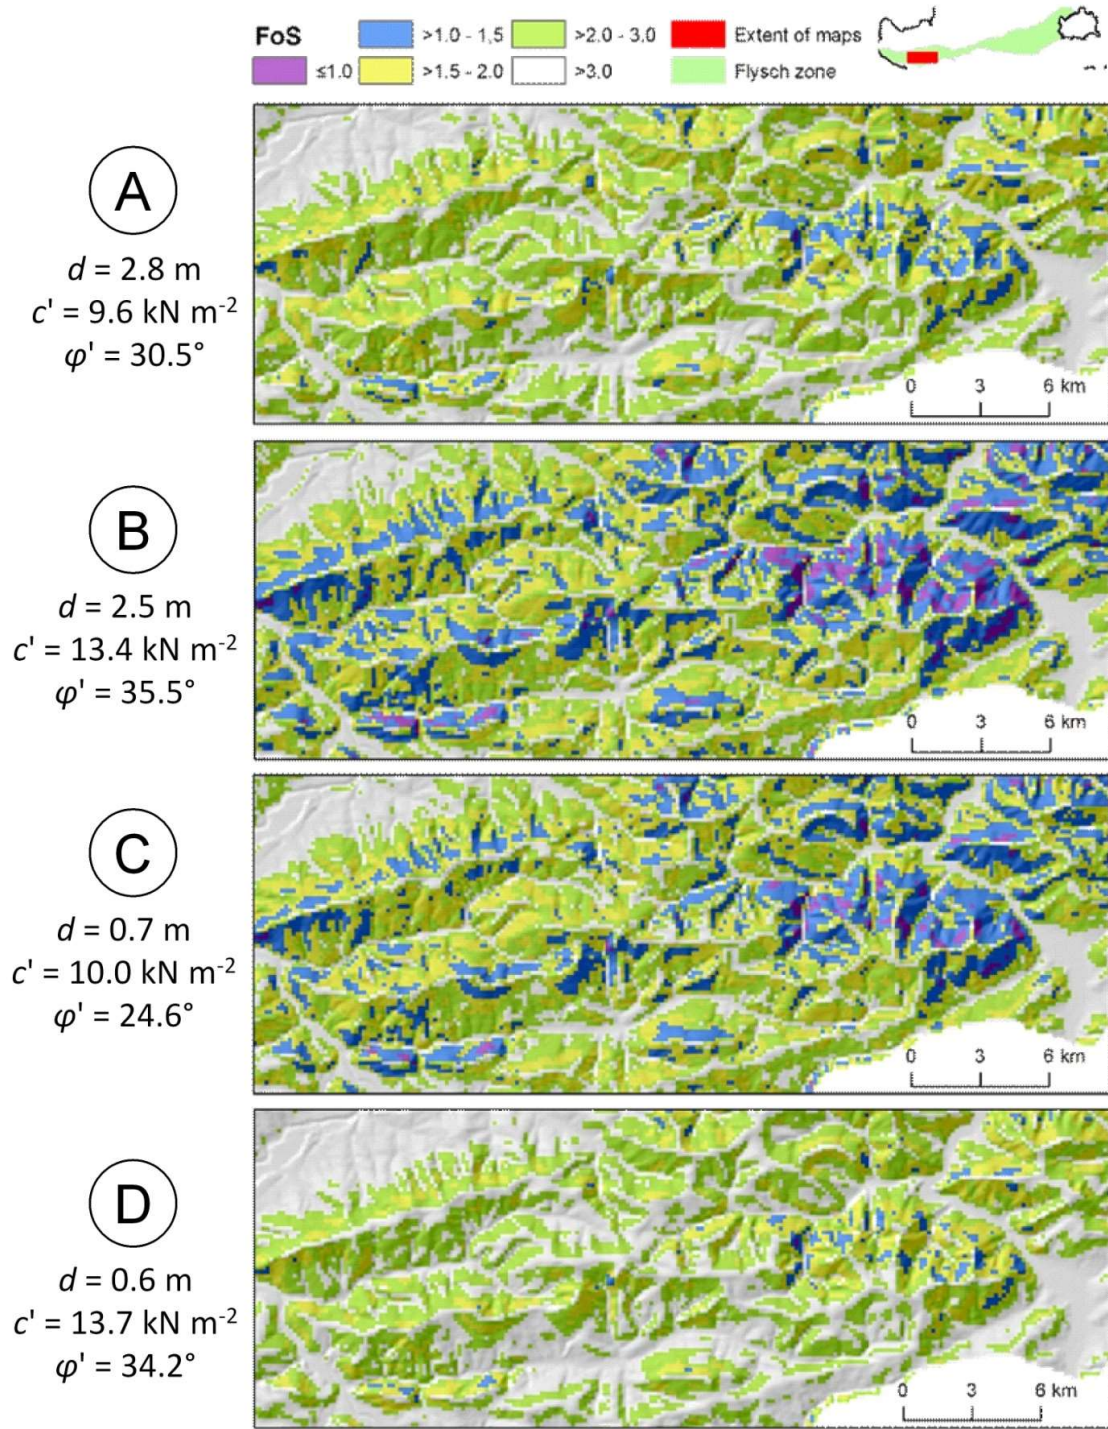 FoS
>1.0 - 1,5
>2.0 - 3.0
Extent of maps
≤1.0
>1.5 - 2.0
>3.0
Flysch zone
A
d = 2.8 m
c' = 9.6 kN m-2
φ' = 30.5°
0 3 6 km
B
d = 2.5 m
c' = 13.4 kN m-2
φ' = 35.5°
0 3 6 km
C
d = 0.7 m
c' = 10.0 kN m-2
φ' = 24.6°
0 3 6 km
D
d = 0.6 m
c' = 13.7 kN m-2
φ' = 34.2°
0 3 6 km